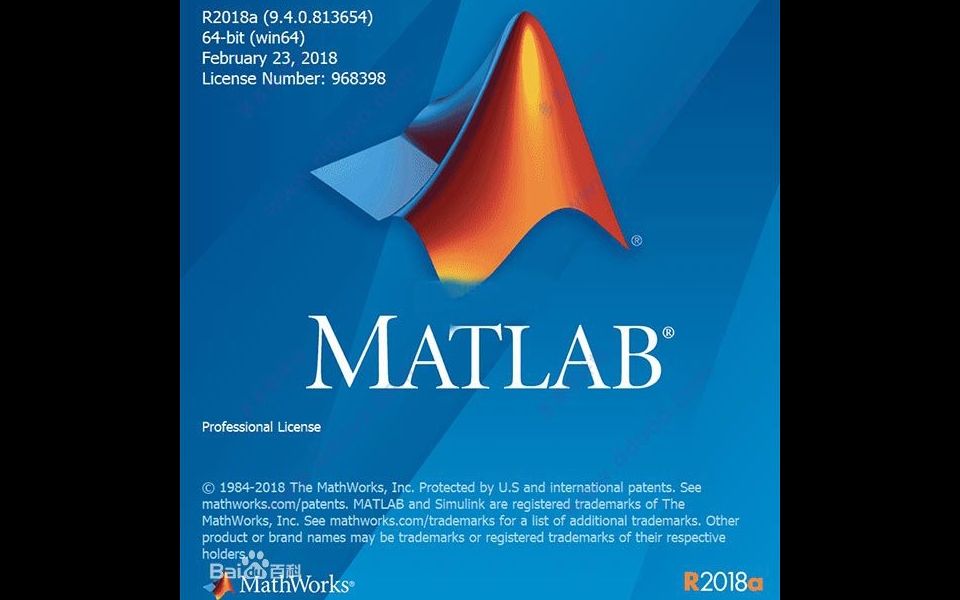 R2018a (9.4.0.813654)
64-bit (win64)
February 23, 2018
License Number: 968398
®
MATLAB®
Professional License
© 1984-2018 The MathWorks, Inc. Protected by U.S and international patents. See
mathworks.com/patents. MATLAB and Simulink are registered trademarks of The
MathWorks, Inc. See mathworks.com/trademarks for a list of additional trademarks. Other
product or brand names may be trademarks or registered trademarks of their respective
holders.
Bai du 百科
MathWorks®
R2018a